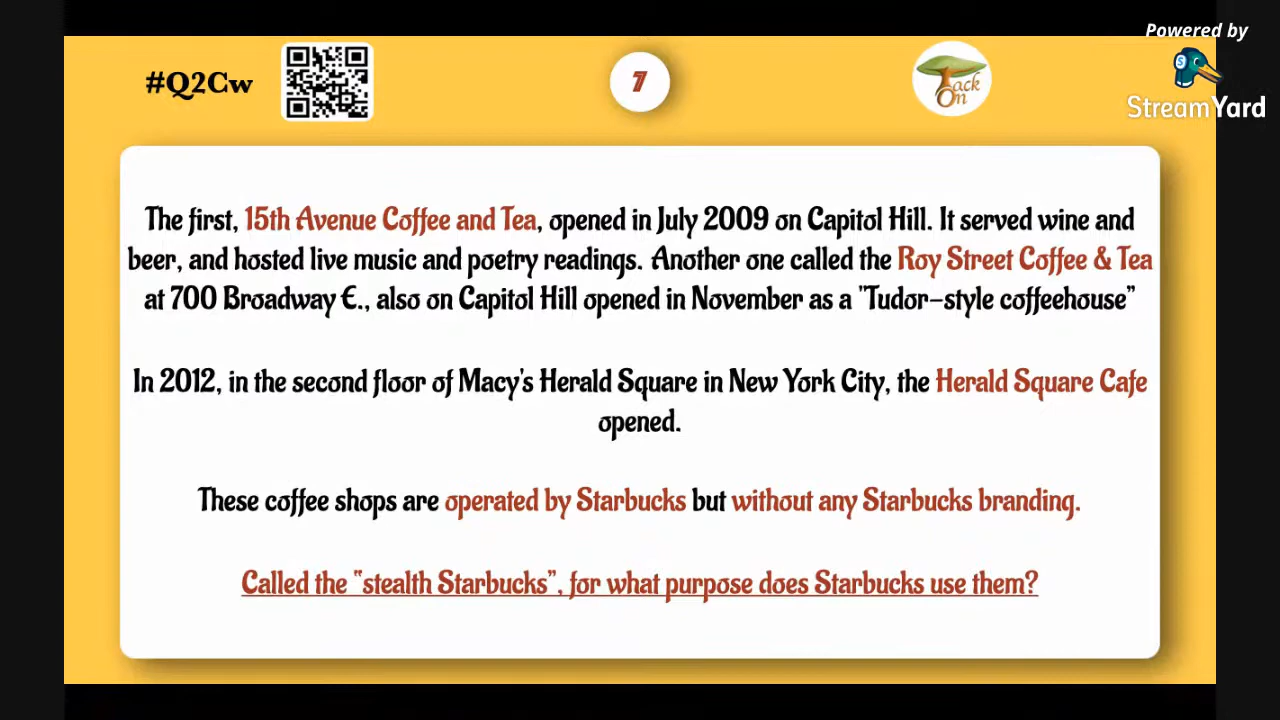 Powered by
StreamYard
#Q2Cw
7
Tack
On
The first, 15th Avenue Coffee and Tea, opened in July 2009 on Capitol Hill. It served wine and
beer, and hosted live music and poetry readings. Another one called the Roy Street Coffee & Tea
at 700 Broadway E., also on Capitol Hill opened in November as a "Tudor-style coffeehouse"
In 2012, in the second floor of Macy's Herald Square in New York City, the Herald Square Cafe
opened.
These coffee shops are operated by Starbucks but without any Starbucks branding.
Called the "stealth Starbucks", for what purpose does Starbucks use them?